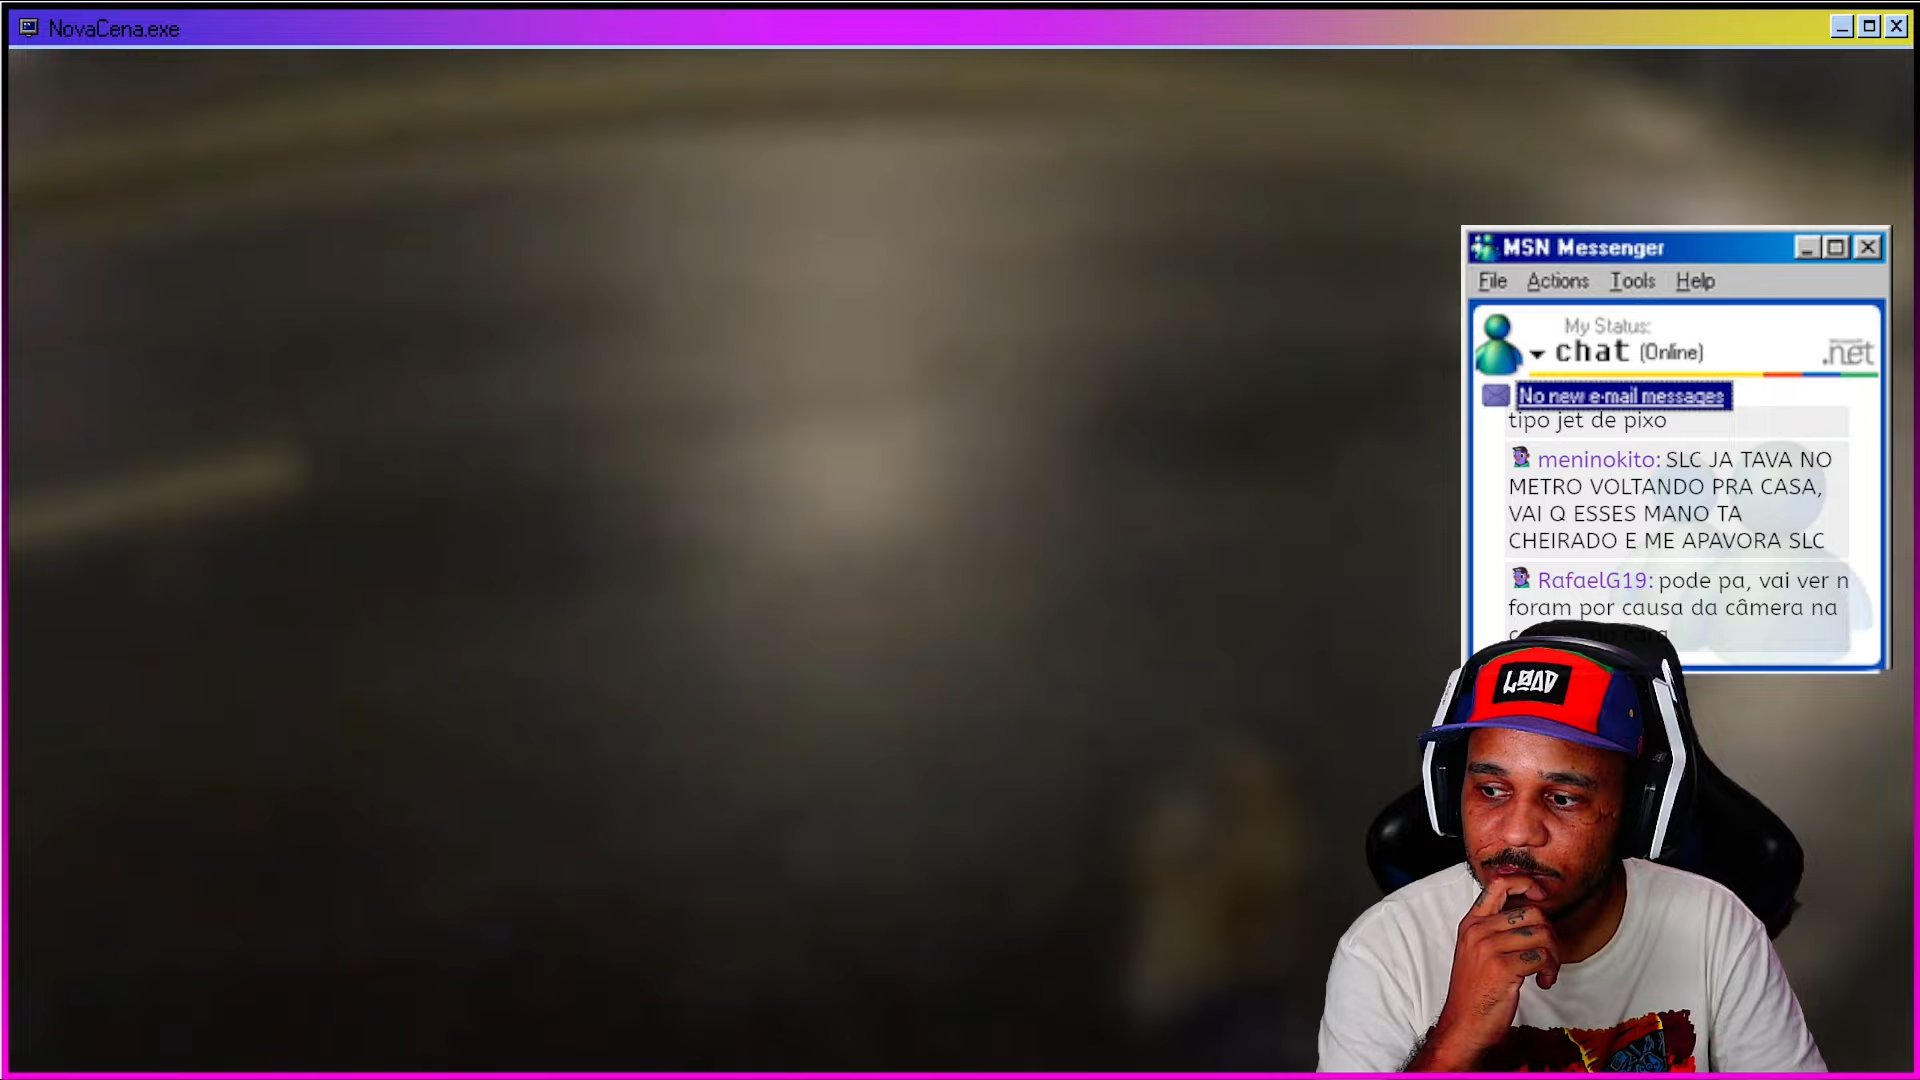 NovaCena.exe
MSN Messenger
File Actions Tools Help
My Status:
chat (Online)
.net
No new e-mail messages
tipo jet de pixo
meninokito: SLC JA TAVA NO
METRO VOLTANDO PRA CASA,
VAI Q ESSES MANO TA
CHEIRADO E ME APAVORA SLC
RafaelG19: pode pa, vai ver n
foram por causa da câmera na
LØAD